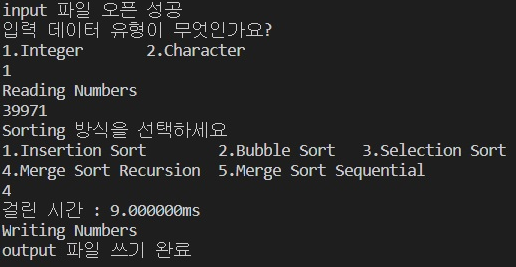 input 파일 오픈 성공
입력 데이터 유형이 무엇인가요?
1.Integer 2.Character
1
Reading Numbers
39971
Sorting 방식을 선택하세요
1.Insertion Sort 2.Bubble Sort 3.Selection Sort
4.Merge Sort Recursion 5.Merge Sort Sequential
4
걸린 시간 : 9.000000ms
Writing Numbers
output 파일 쓰기 완료